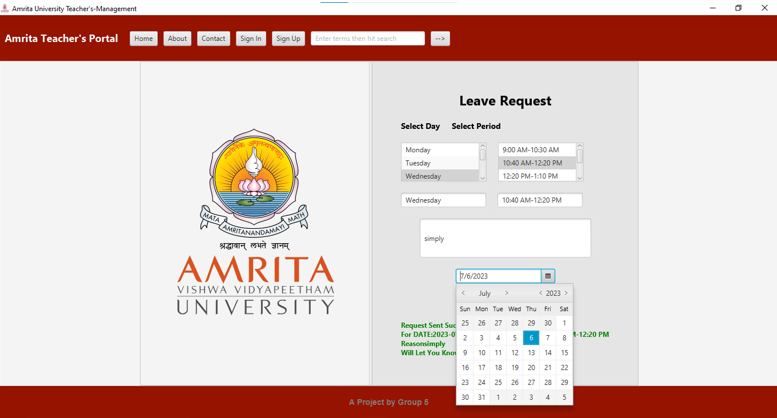 Amrita University Teacher's-Management
Amrita Teacher's Portal Home About Contact Sign In Sign Up Enter terms then hit search -->
Leave Request
Select Day Select Period
Monday 9:00 AM-10:30 AM
Tuesday 10:40 AM-12:20 PM
Wednesday 12:20 PM-1:10 PM
Wednesday 10:40 AM-12:20 PM
simply
7/6/2023
July 2023
Sun Mon Tue Wed Thu Fri Sat
25 26 27 28 29 30 1
2 3 4 5 6 7 8
9 10 11 12 13 14 15
16 17 18 19 20 21 22
23 24 25 26 27 28 29
30 31 1 2 3 4 5
Request Sent Suc
For DATE:2023-0 M-12:20 PM
Reasonsimply
Will Let You Know
MATA AMRITANANDAMAYI MATH
श्रद्धावान् लभते ज्ञानम्
AMRITA
VISHWA VIDYAPEETHAM
UNIVERSITY
A Project by Group 5